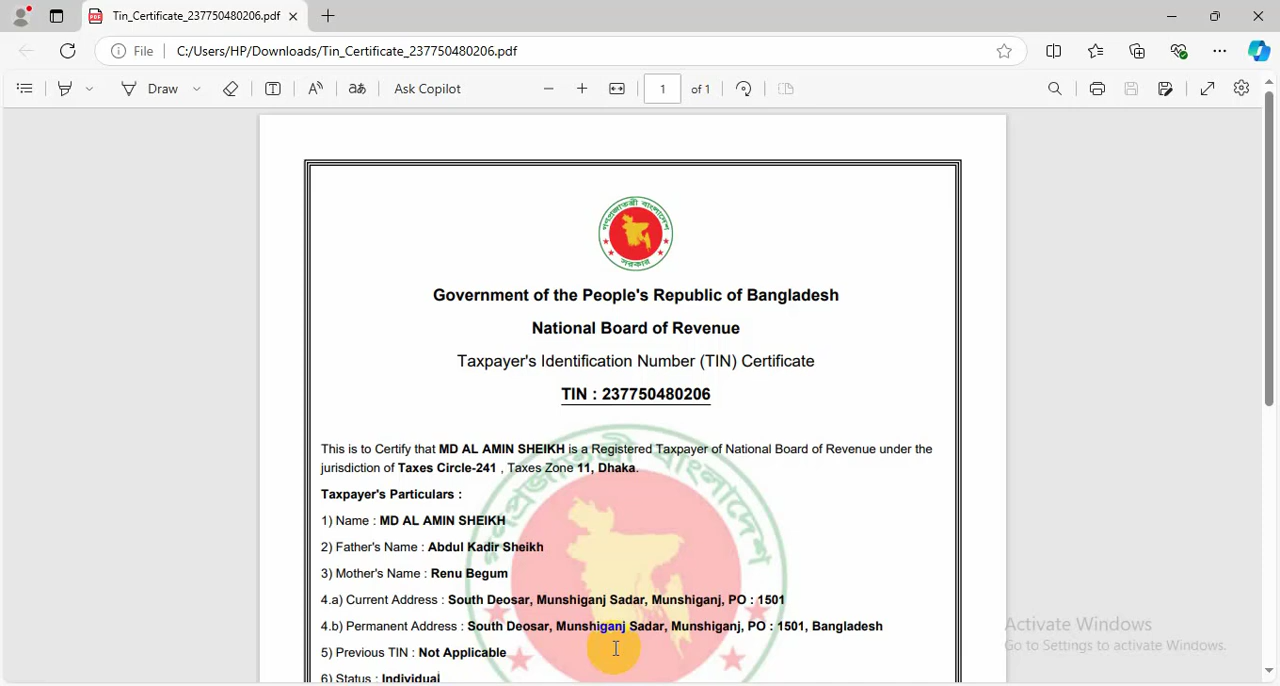 Tin_Certificate_237750480206.pdf
File
C:/Users/HP/Downloads/Tin_Certificate_237750480206.pdf
Draw
aあ
Ask Copilot
1
of 1
গণপ্রজাতন্ত্রী বাংলাদেশ
সরকার
Government of the People's Republic of Bangladesh
National Board of Revenue
Taxpayer's Identification Number (TIN) Certificate
TIN : 237750480206
This is to Certify that MD AL AMIN SHEIKH is a Registered Taxpayer of National Board of Revenue under the
jurisdiction of Taxes Circle-241 , Taxes Zone 11, Dhaka.
Taxpayer's Particulars :
1) Name : MD AL AMIN SHEIKH
2) Father's Name : Abdul Kadir Sheikh
3) Mother's Name : Renu Begum
4.a) Current Address : South Deosar, Munshiganj Sadar, Munshiganj, PO : 1501
4.b) Permanent Address : South Deosar, Munshiganj Sadar, Munshiganj, PO : 1501, Bangladesh
5) Previous TIN : Not Applicable
6) Status : Individual
Activate Windows
Go to Settings to activate Windows.